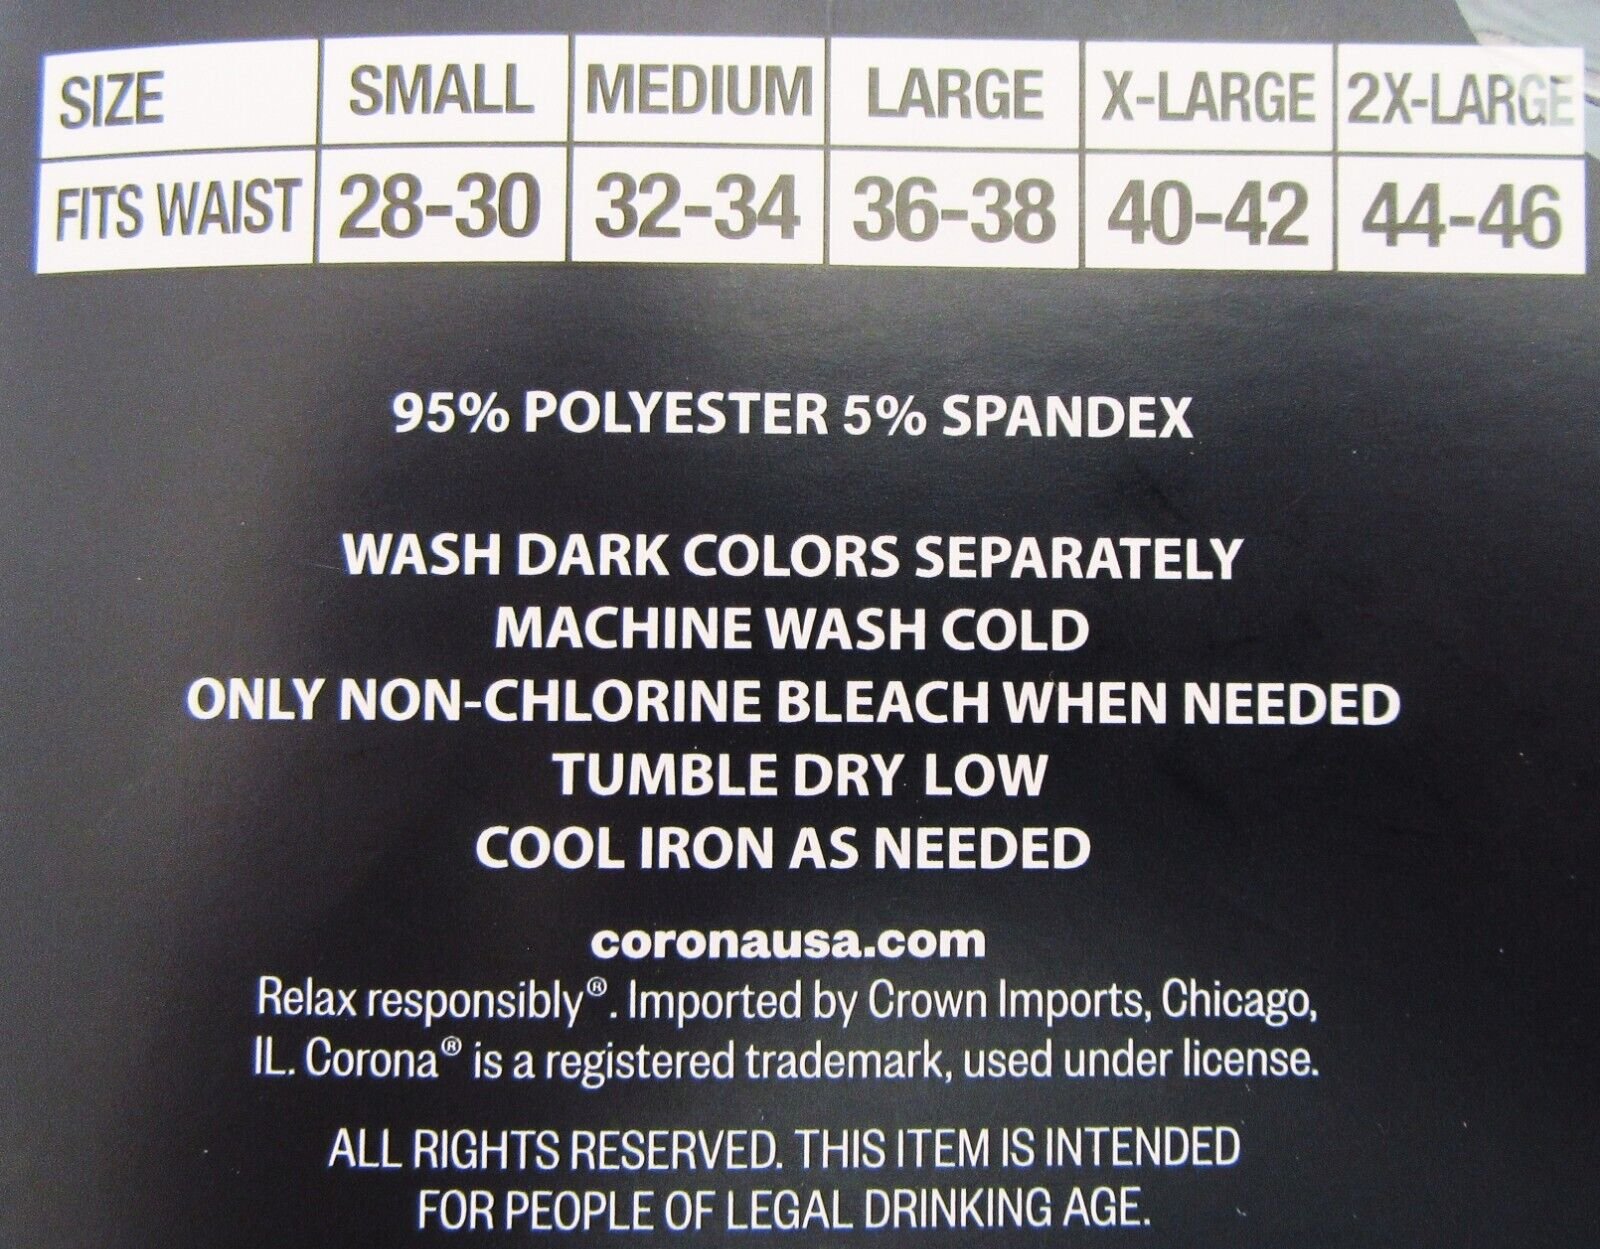 SIZE SMALL MEDIUM LARGE X-LARGE 2X-LARGE
FITS WAIST 28-30 32-34 36-38 40-42 44-46
95% POLYESTER 5% SPANDEX
WASH DARK COLORS SEPARATELY
MACHINE WASH COLD
ONLY NON-CHLORINE BLEACH WHEN NEEDED
TUMBLE DRY LOW
COOL IRON AS NEEDED
coronausa.com
Relax responsibly®. Imported by Crown Imports, Chicago,
IL. Corona® is a registered trademark, used under license.
ALL RIGHTS RESERVED. THIS ITEM IS INTENDED
FOR PEOPLE OF LEGAL DRINKING AGE.